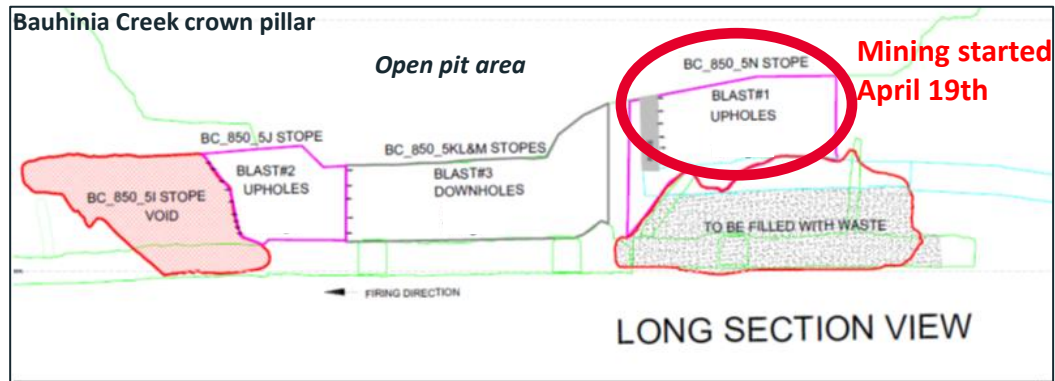 Bauhinia Creek crown pillar
Open pit area
Mining started
April 19th
BC_850_5N STOPE
BLAST#1
UPHOLES
BC_850_5J STOPE
BLAST#2
UPHOLES
BC_850_5KL&M STOPES
BLAST#3
DOWNHOLES
BC_850_5I STOPE
VOID
TO BE FILLED WITH WASTE
FIRING DIRECTION
LONG SECTION VIEW